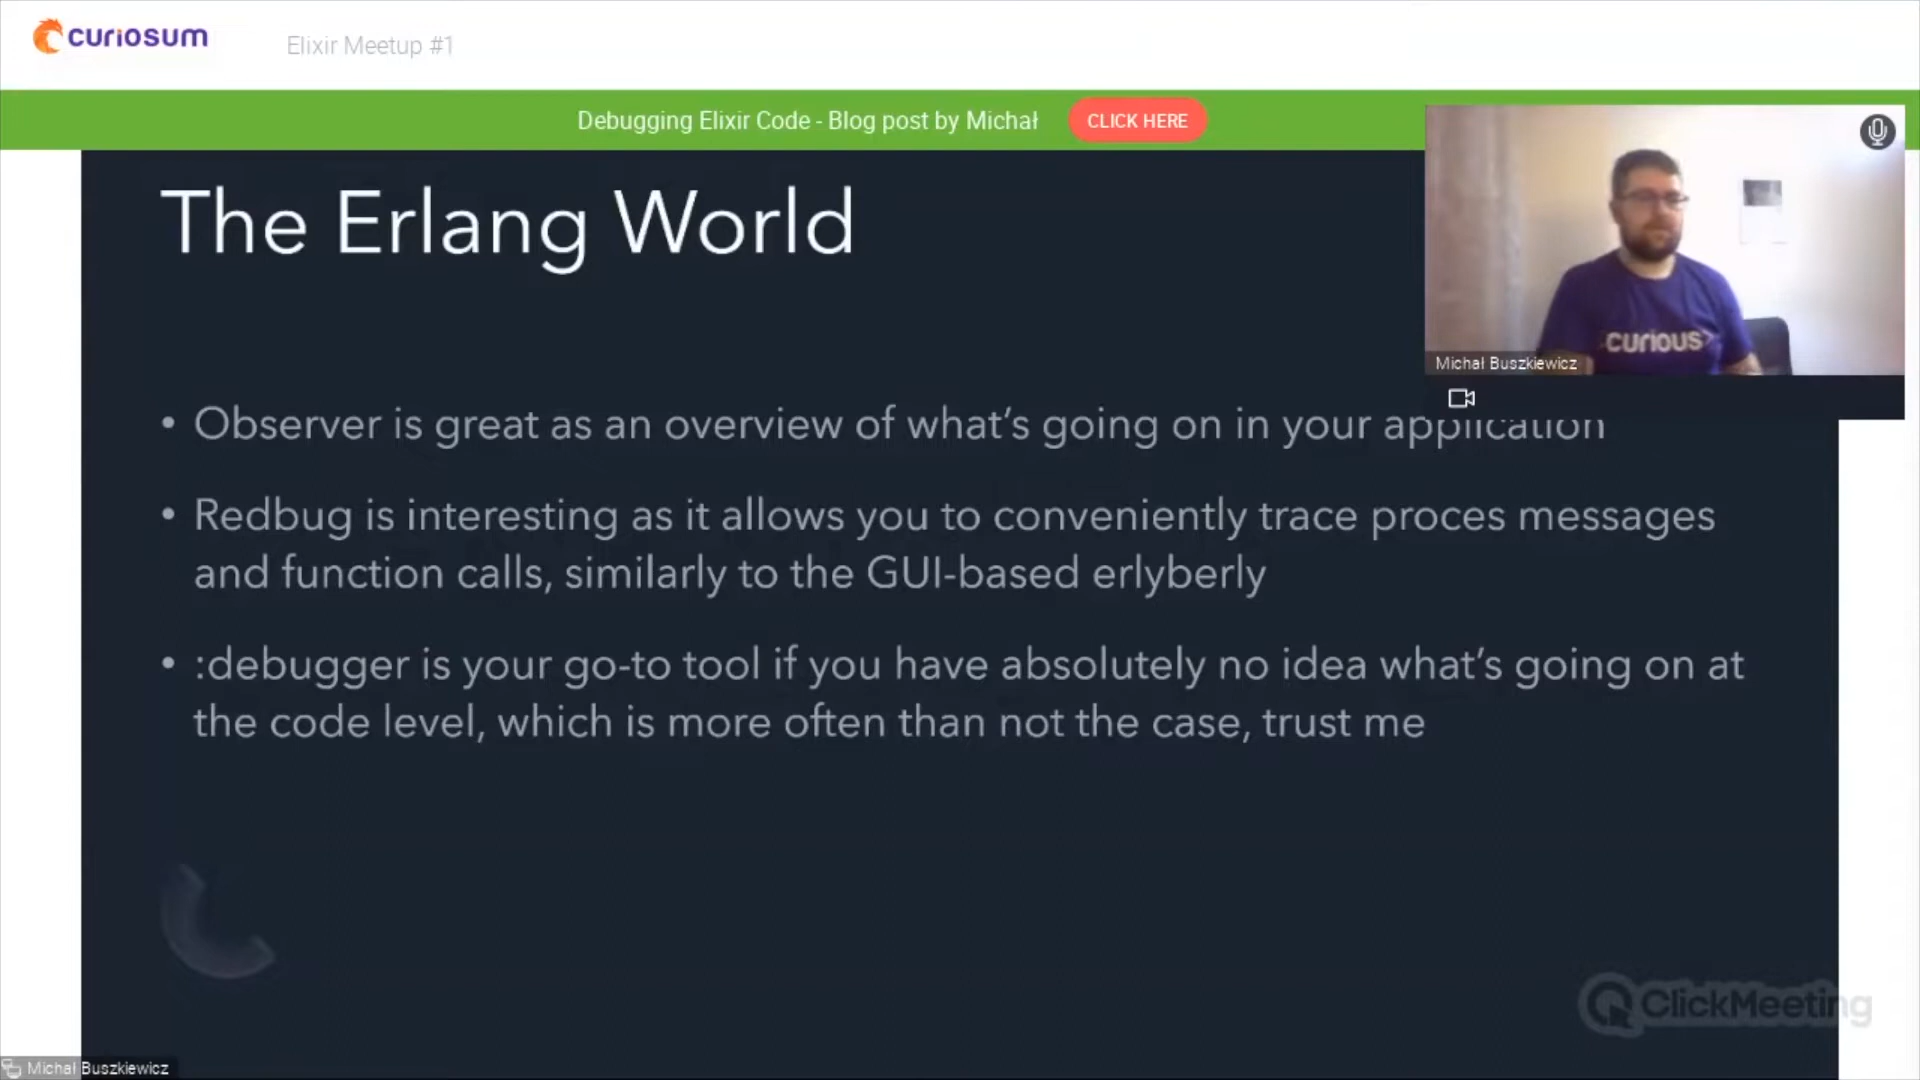 curiosum
Elixir Meetup #1
Debugging Elixir Code - Blog post by Michał
CLICK HERE
The Erlang World
curious
Michał Buszkiewicz
• Observer is great as an overview of what's going on in your application
• Redbug is interesting as it allows you to conveniently trace proces messages
and function calls, similarly to the GUI-based erlyberly
• :debugger is your go-to tool if you have absolutely no idea what's going on at
the code level, which is more often than not the case, trust me
ClickMeeting
Michał Buszkiewicz